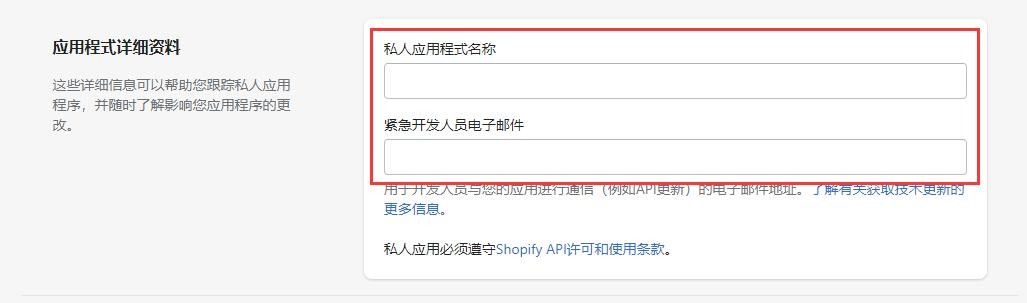 应用程式详细资料
这些详细信息可以帮助您跟踪私人应用
程序，并随时了解影响您应用程序的更
改。
私人应用程式名称
紧急开发人员电子邮件
用于开发人员与您的应用进行通信（例如API更新）的电子邮件地址。了解有关获取技术更新的
更多信息。
私人应用必须遵守Shopify API许可和使用条款。